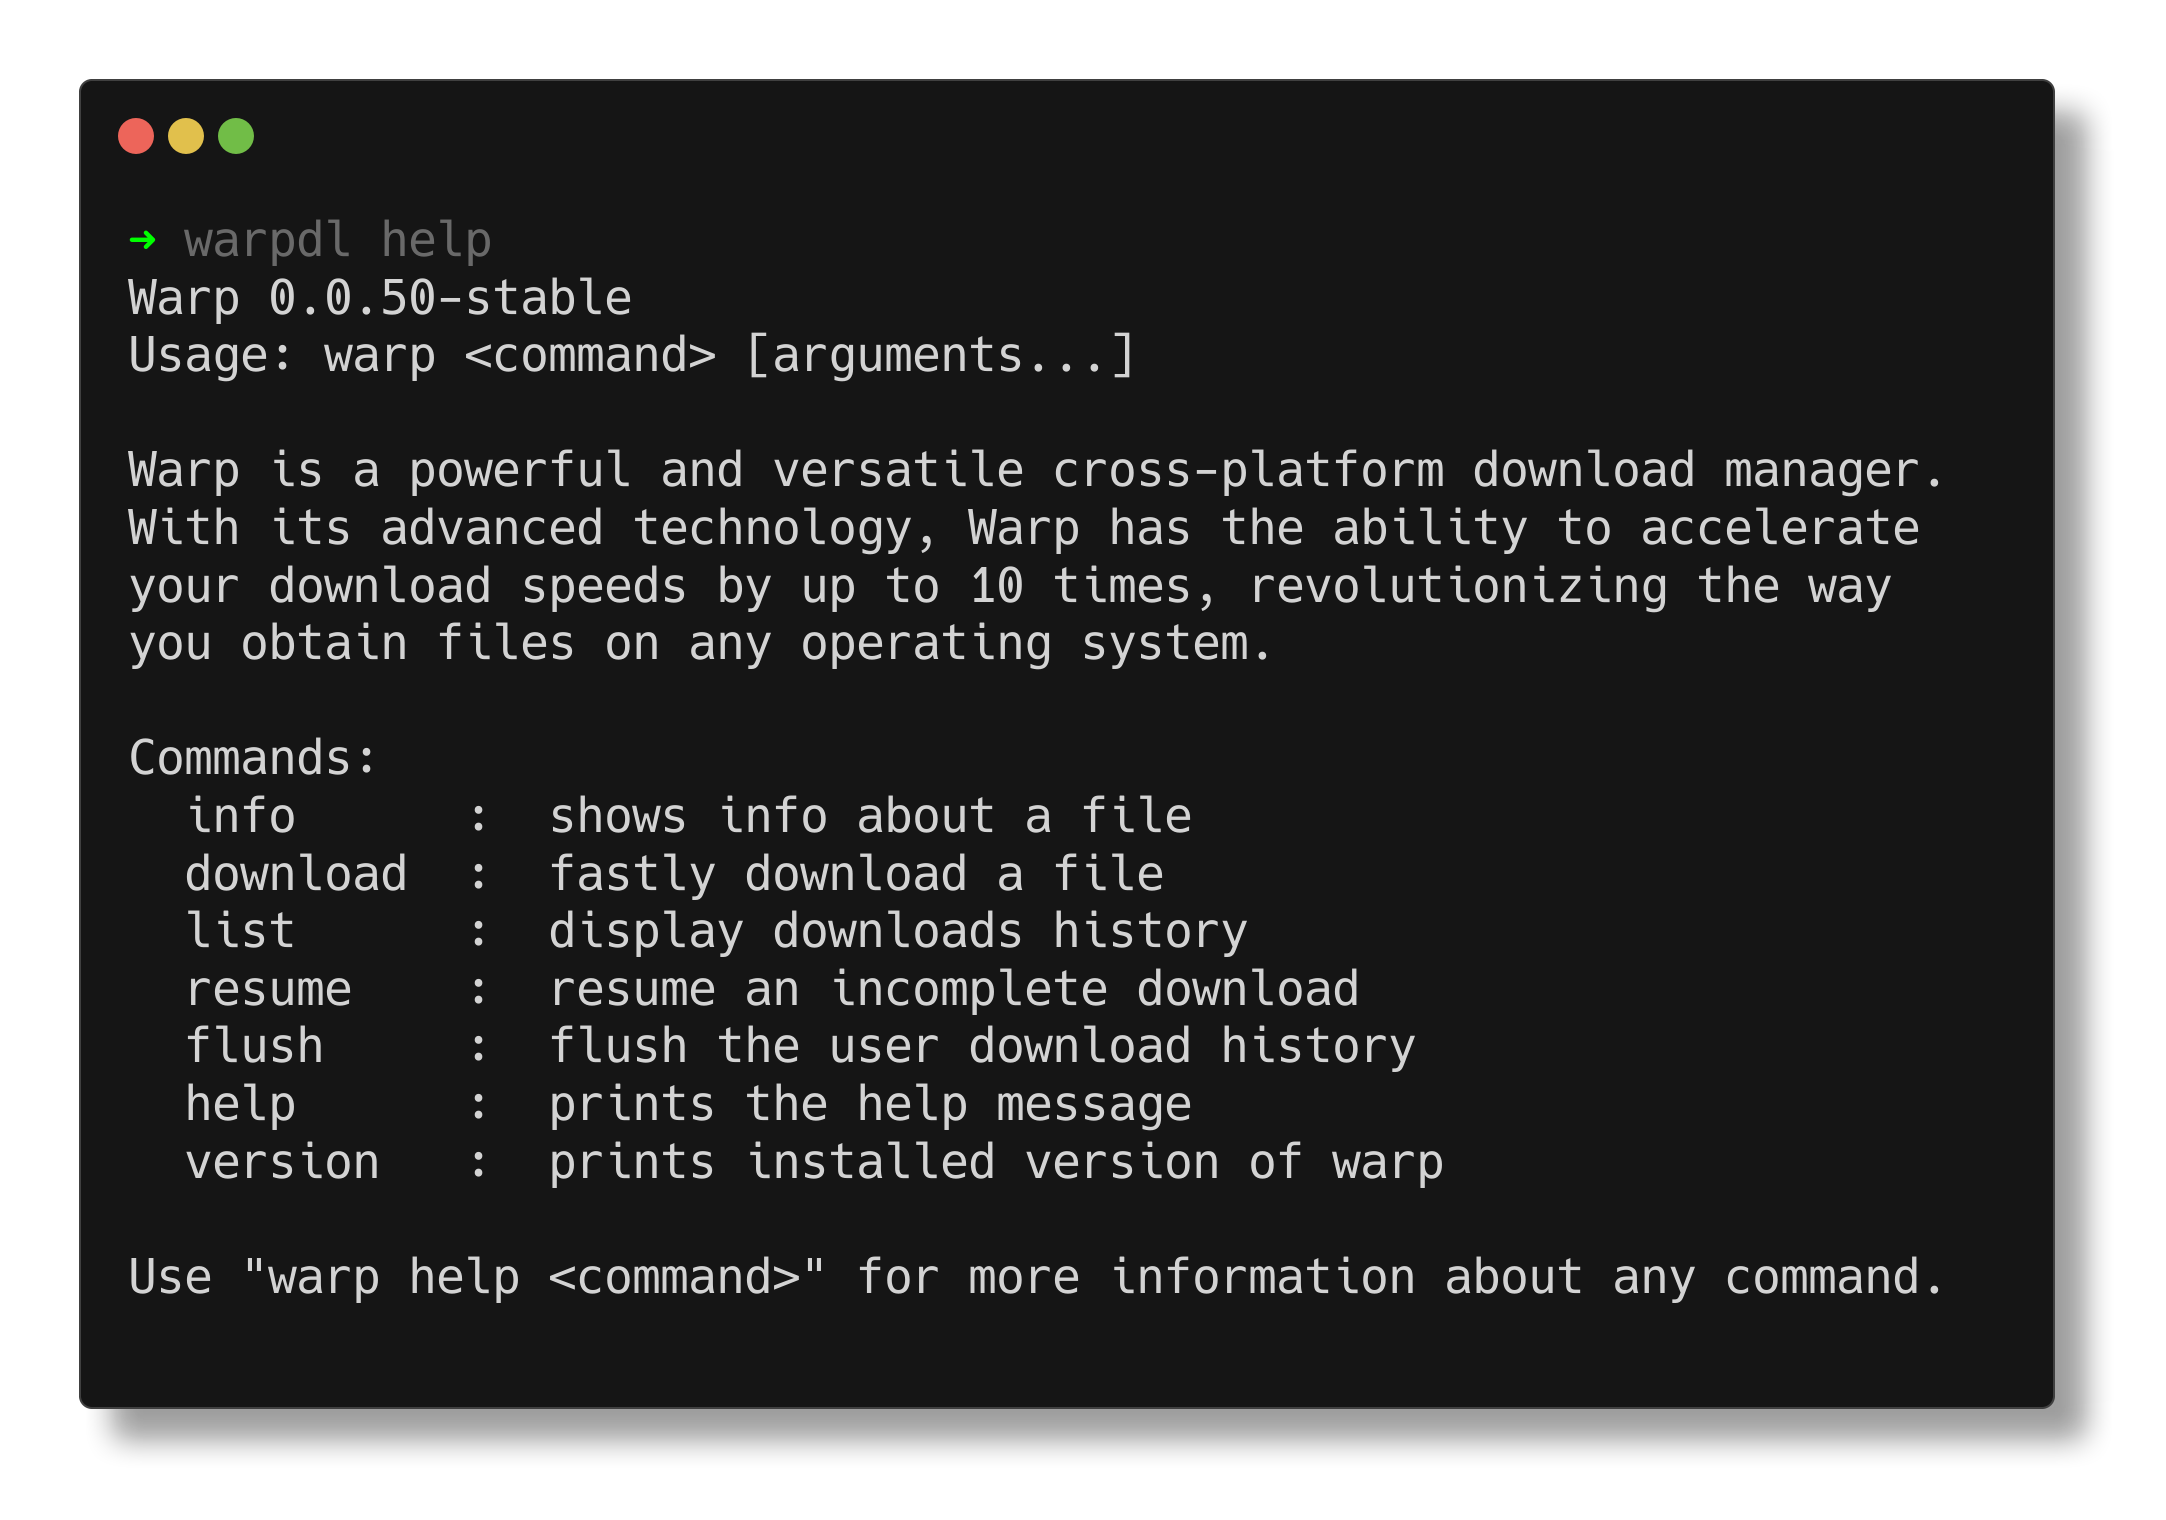 ➜ warpdl help
Warp 0.0.50-stable
Usage: warp <command> [arguments...]
Warp is a powerful and versatile cross-platform download manager.
With its advanced technology, Warp has the ability to accelerate
your download speeds by up to 10 times, revolutionizing the way
you obtain files on any operating system.
Commands:
info : shows info about a file
download : fastly download a file
list : display downloads history
resume : resume an incomplete download
flush : flush the user download history
help : prints the help message
version : prints installed version of warp
Use "warp help <command>" for more information about any command.